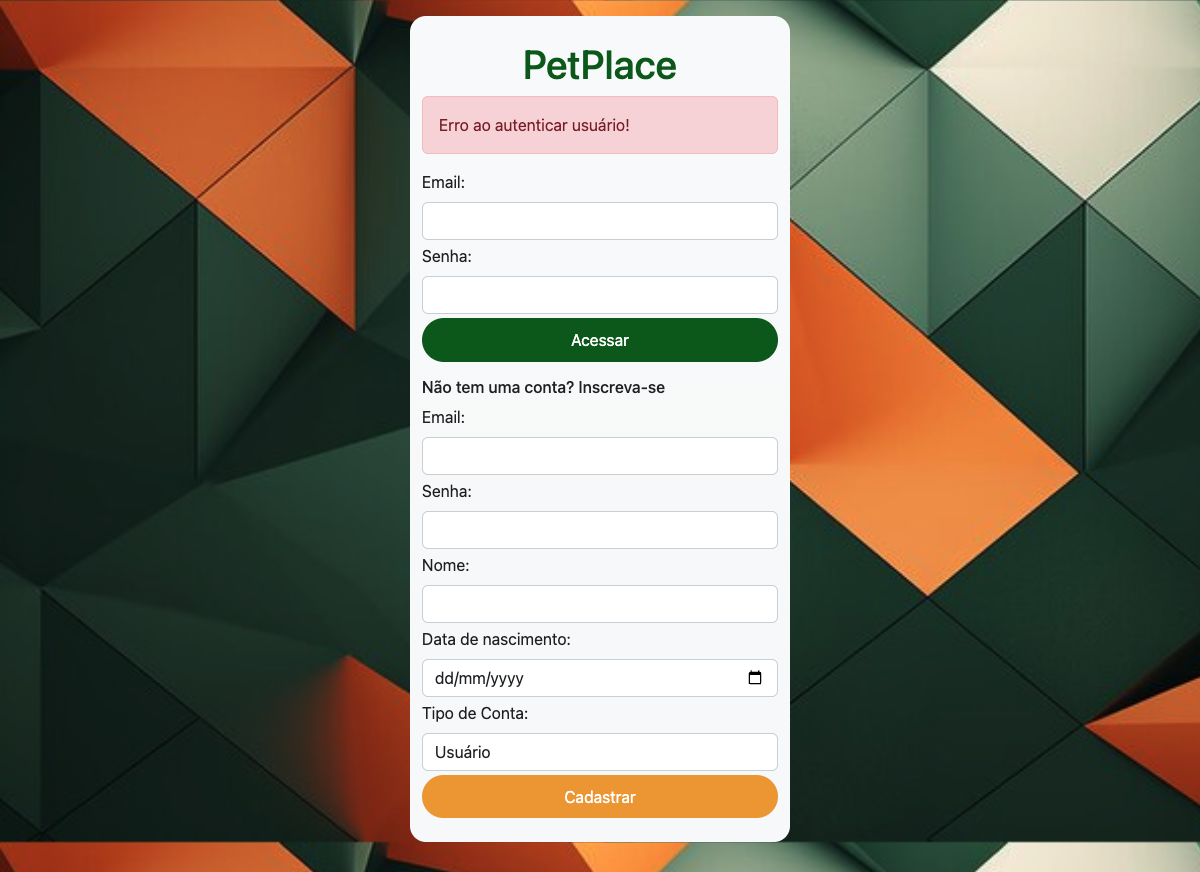 PetPlace
Erro ao autenticar usuário!
Email:
Senha:
Acessar
Não tem uma conta? Inscreva-se
Email:
Senha:
Nome:
Data de nascimento:
dd/mm/yyyy
Tipo de Conta:
Usuário
Cadastrar